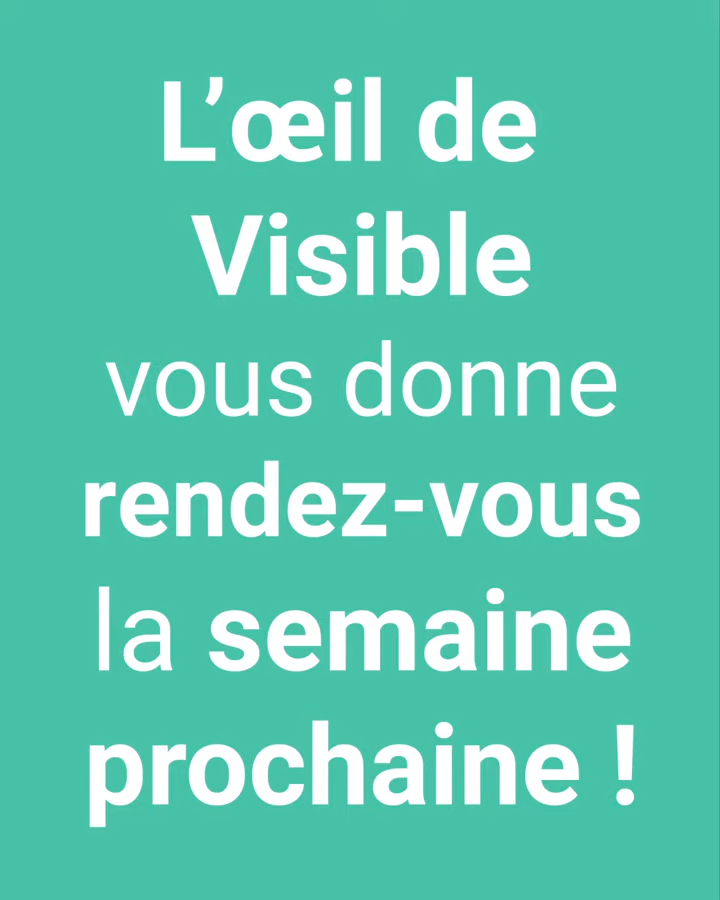 L’œil de
Visible
vous donne
rendez-vous
la semaine
prochaine !